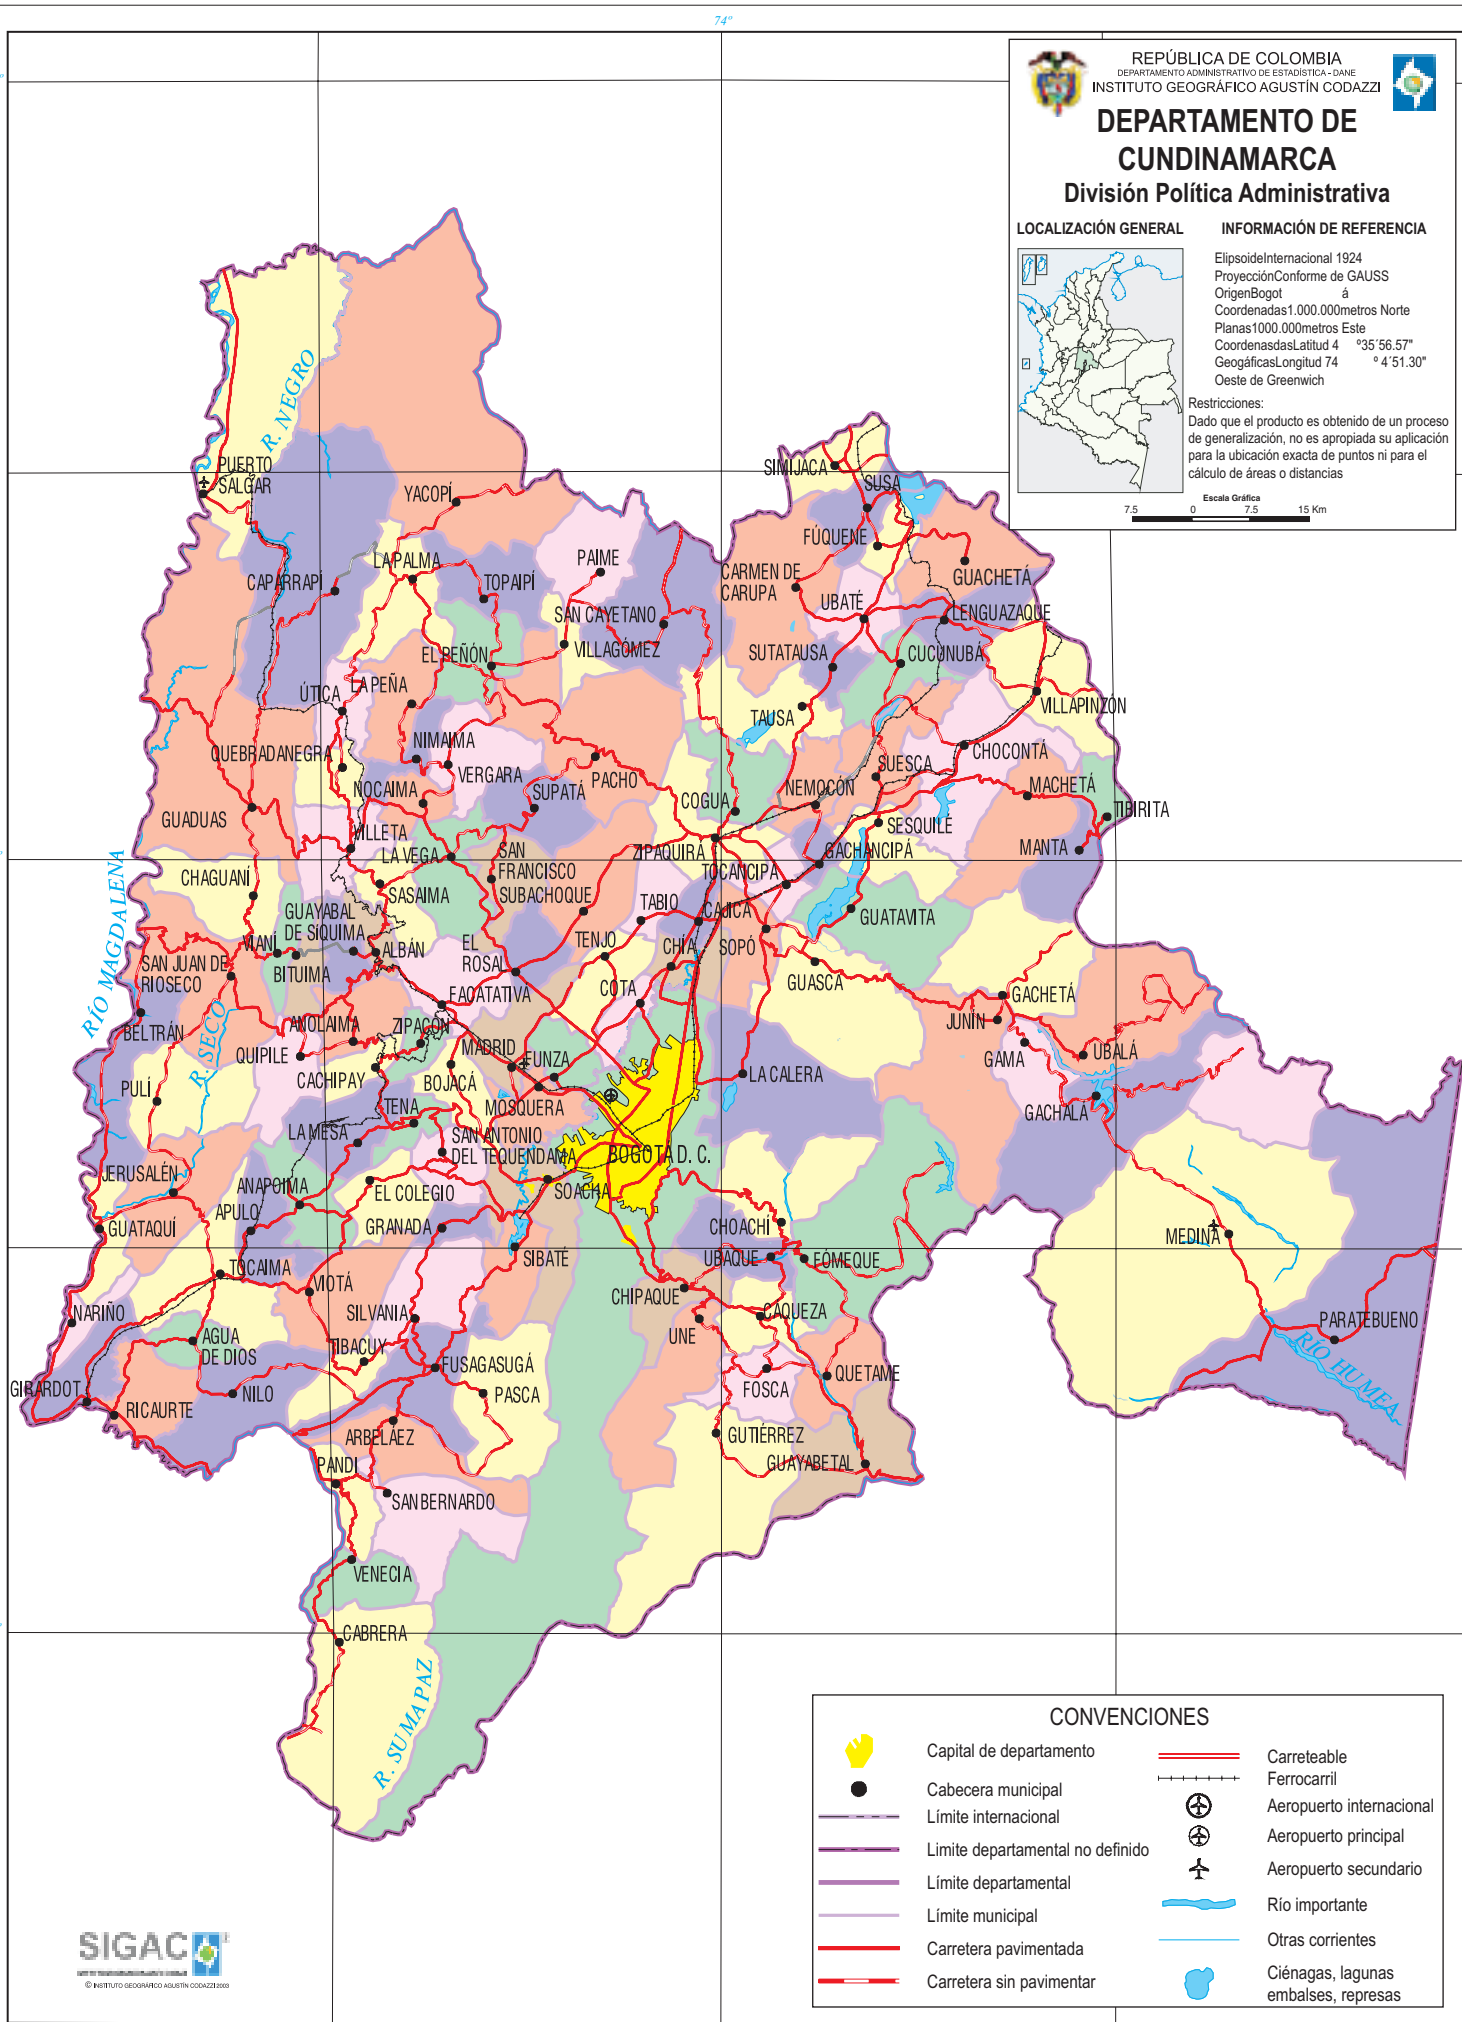 74°
REPÚBLICA DE COLOMBIA
DEPARTAMENTO ADMINISTRATIVO DE ESTADÍSTICA - DANE
INSTITUTO GEOGRÁFICO AGUSTÍN CODAZZI
DEPARTAMENTO DE
CUNDINAMARCA
División Política Administrativa
LOCALIZACIÓN GENERAL
INFORMACIÓN DE REFERENCIA
ElipsoideInternacional 1924
ProyecciónConforme de GAUSS
OrigenBogot á
Coordenadas1.000.000metros Norte
Planas1000.000metros Este
CoordenasdasLatitud 4 °35´56.57"
GeogáficasLongitud 74 ° 4´51.30"
Oeste de Greenwich
Restricciones:
Dado que el producto es obtenido de un proceso
de generalización, no es apropiada su aplicación
para la ubicación exacta de puntos ni para el
cálculo de áreas o distancias
Escala Gráfica
7.5 0 7.5 15 Km
R. NEGRO
PUERTO
SALGAR
YACOPÍ
SIMIJACA
SUSA
FÚQUENE
GUACHETÁ
CAPARRAPÍ
LA PALMA
TOPAIPÍ
PAIME
SAN CAYETANO
VILLAGÓMEZ
CARMEN DE
CARUPA
UBATÉ
LENGUAZAQUE
SUTATAUSA
CUCUNUBÁ
EL PEÑÓN
LA PEÑA
ÚTICA
TAUSA
VILLAPINZÓN
QUEBRADANEGRA
NIMAIMA
VERGARA
PACHO
CHOCONTÁ
NOCAIMA
SUPATÁ
COGUA
NEMOCÓN
SUESCA
MACHETÁ
TIBIRITA
GUADUAS
VILLETA
LA VEGA
SAN
FRANCISCO
ZIPAQUIRÁ
SESQUILÉ
GACHANCIPÁ
TOCANCIPÁ
MANTA
RÍO MAGDALENA
CHAGUANÍ
SASAIMA
SUBACHOQUE
TABIO
CAJICÁ
GUATAVITA
GUAYABAL
DE SÍQUIMA
VIANÍ
ALBÁN
BITUIMA
EL
ROSAL
TENJO
CHÍA
SOPÓ
SAN JUAN DE
RIOSECO
FACATATIVA
COTA
GUASCA
GACHETÁ
BELTRÁN
R. SECO
ANOLAIMA
ZIPACÓN
JUNÍN
QUIPILE
CACHIPAY
MADRID
FUNZA
GAMA
UBALÁ
PULÍ
BOJACÁ
MOSQUERA
LA CALERA
GACHALÁ
TENA
LA MESA
SAN ANTONIO
DEL TEQUENDAMA
BOGOTÁ D. C.
JERUSALÉN
ANAPOIMA
EL COLEGIO
SOACHA
APULO
GUATAQUÍ
GRANADA
CHOACHÍ
MEDINA
SIBATÉ
UBAQUE
FÓMEQUE
TOCAIMA
VIOTÁ
CHIPAQUE
NARIÑO
SILVANIA
CAQUEZA
UNE
PARATEBUENO
RÍO HUMEA
AGUA
DE DIOS
TIBACUY
FUSAGASUGÁ
GIRARDOT
NILO
PASCA
FOSCA
QUETAME
RICAURTE
ARBELÁEZ
GUTIÉRREZ
PANDI
GUAYABETAL
SAN BERNARDO
VENECIA
CABRERA
R. SUMAPAZ
CONVENCIONES
Capital de departamento
Cabecera municipal
Límite internacional
Limite departamental no definido
Límite departamental
Límite municipal
Carretera pavimentada
Carretera sin pavimentar
Carreteable
Ferrocarril
Aeropuerto internacional
Aeropuerto principal
Aeropuerto secundario
Río importante
Otras corrientes
Ciénagas, lagunas
embalses, represas
SIGAC
© INSTITUTO GEOGRÁFICO AGUSTÍN CODAZZI 2003